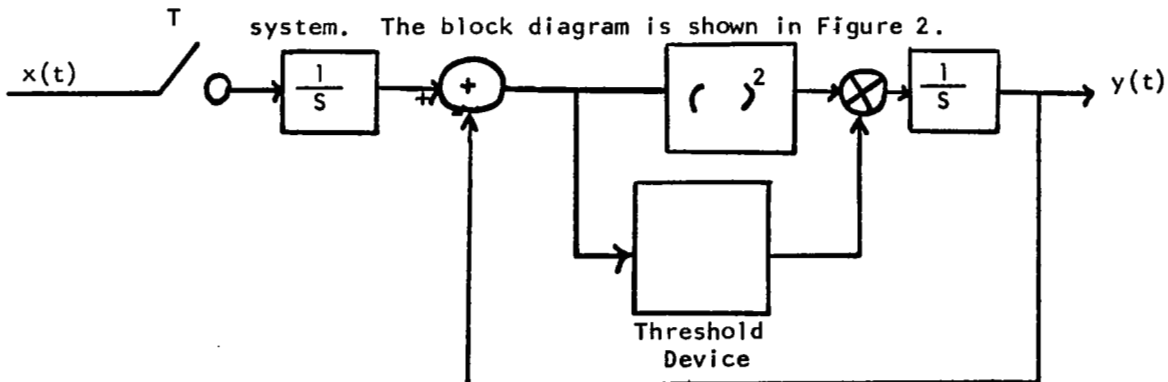 system. The block diagram is shown in Figure 2.
T
x(t)
1
S
+
+
-
( )²
1
S
y(t)
Threshold
Device